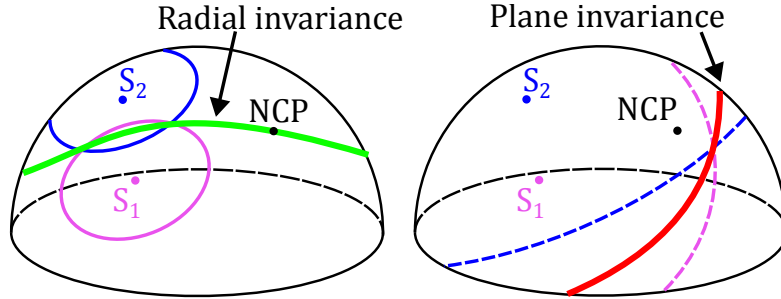 Radial invariance
S₂
NCP
S₁
Plane invariance
S₂
NCP
S₁